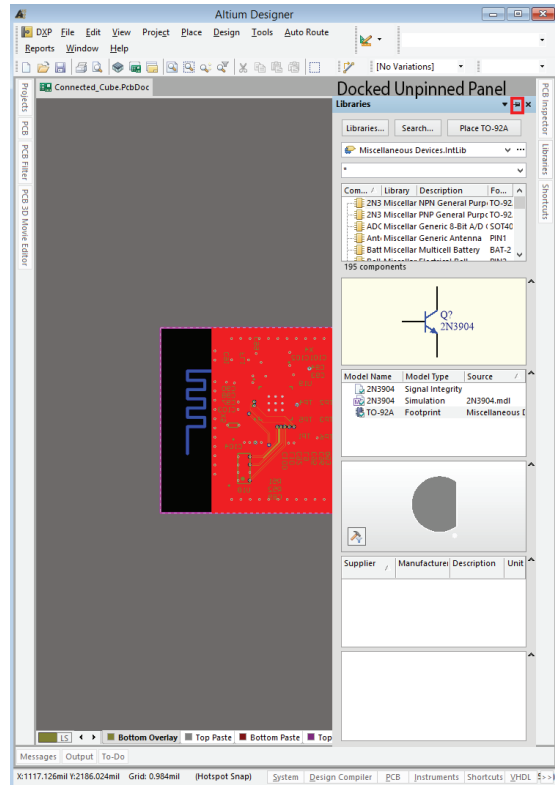 Altium Designer
DXP File Edit View Project Place Design Tools Auto Route
Reports Window Help
[No Variations]
Connected_Cube.PcbDoc
Docked Unpinned Panel
Libraries
Libraries... Search... Place TO-92A
Miscellaneous Devices.IntLib
*
Com... / Library Description Fo...
2N3 Miscellar NPN General Purpo TO-92
2N3 Miscellar PNP General Purpo TO-92
ADC Miscellar Generic 8-Bit A/D ( SOT40
Ant Miscellar Generic Antenna PIN1
Batt Miscellar Multicell Battery BAT-2
195 components
Q?
2N3904
Model Name Model Type Source /
2N3904 Signal Integrity
2N3904 Simulation 2N3904.mdl
TO-92A Footprint Miscellaneous D
Supplier / Manufacturer Description Unit
Projects
PCB
PCB Filter
PCB 3D Movie Editor
PCB Inspector
Libraries
Shortcuts
LS Bottom Overlay Top Paste Bottom Paste Top
Messages Output To-Do
X:1117.126mil Y:2186.024mil Grid: 0.984mil (Hotspot Snap) System Design Compiler PCB Instruments Shortcuts VHDL >>